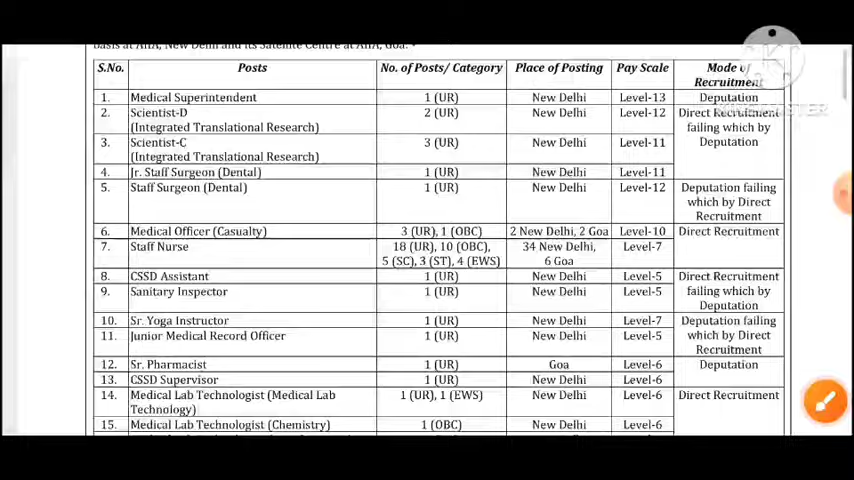 basis at AIIA, New Delhi and its Satellite Centre at AIIA, Goa. -
S.No. Posts No. of Posts/ Category Place of Posting Pay Scale Mode of Recruitment
1. Medical Superintendent 1 (UR) New Delhi Level-13 Deputation
2. Scientist-D 2 (UR) New Delhi Level-12 Direct Recruitment
(Integrated Translational Research) failing which by
3. Scientist-C 3 (UR) New Delhi Level-11 Deputation
(Integrated Translational Research)
4. Jr. Staff Surgeon (Dental) 1 (UR) New Delhi Level-11
5. Staff Surgeon (Dental) 1 (UR) New Delhi Level-12 Deputation failing
which by Direct
Recruitment
6. Medical Officer (Casualty) 3 (UR), 1 (OBC) 2 New Delhi, 2 Goa Level-10 Direct Recruitment
7. Staff Nurse 18 (UR), 10 (OBC), 34 New Delhi, Level-7
5 (SC), 3 (ST), 4 (EWS) 6 Goa
8. CSSD Assistant 1 (UR) New Delhi Level-5 Direct Recruitment
9. Sanitary Inspector 1 (UR) New Delhi Level-5 failing which by
Deputation
10. Sr. Yoga Instructor 1 (UR) New Delhi Level-7 Deputation failing
11. Junior Medical Record Officer 1 (UR) New Delhi Level-5 which by Direct
Recruitment
12. Sr. Pharmacist 1 (UR) Goa Level-6 Deputation
13. CSSD Supervisor 1 (UR) New Delhi Level-6
14. Medical Lab Technologist (Medical Lab 1 (UR), 1 (EWS) New Delhi Level-6 Direct Recruitment
Technology)
15. Medical Lab Technologist (Chemistry) 1 (OBC) New Delhi Level-6